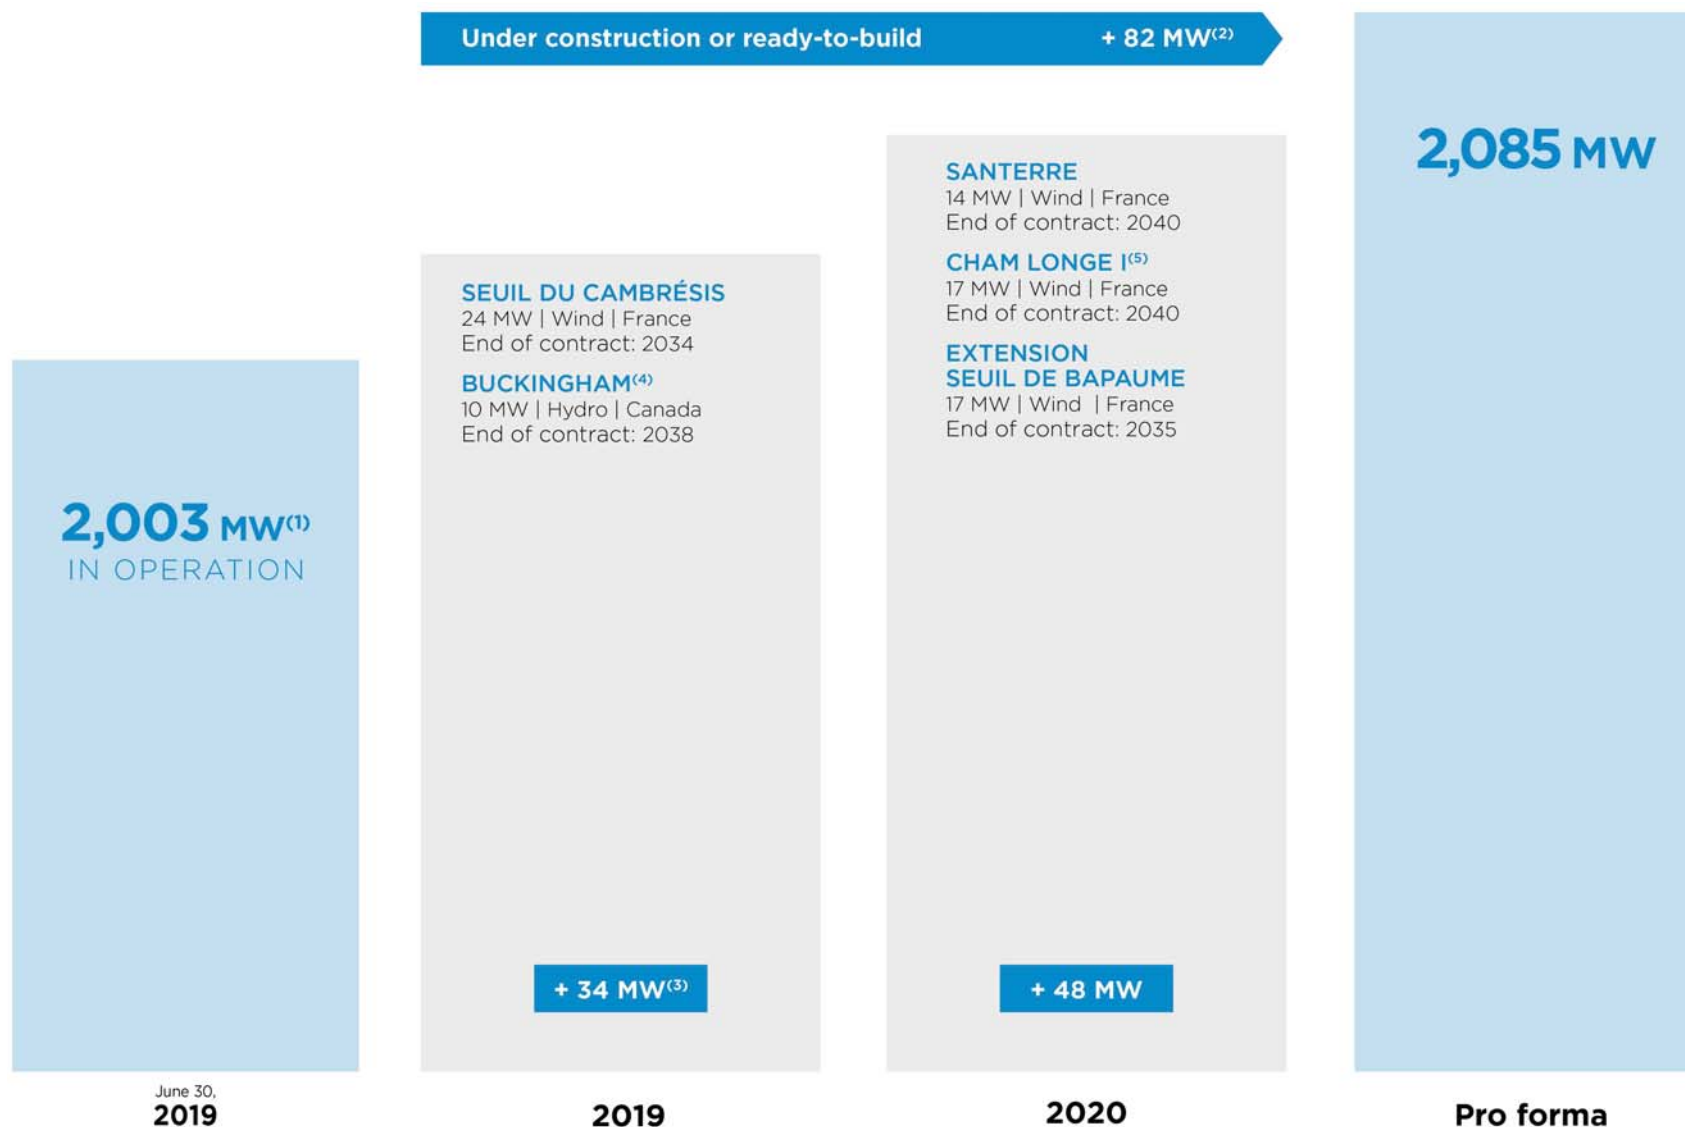 Under construction or ready-to-build + 82 MW(2)
2,003 MW(1)
IN OPERATION
June 30,
2019
SEUIL DU CAMBRÉSIS
24 MW | Wind | France
End of contract: 2034
BUCKINGHAM(4)
10 MW | Hydro | Canada
End of contract: 2038
+ 34 MW(3)
2019
SANTERRE
14 MW | Wind | France
End of contract: 2040
CHAM LONGE I(5)
17 MW | Wind | France
End of contract: 2040
EXTENSION
SEUIL DE BAPAUME
17 MW | Wind | France
End of contract: 2035
+ 48 MW
2020
2,085 MW
Pro forma